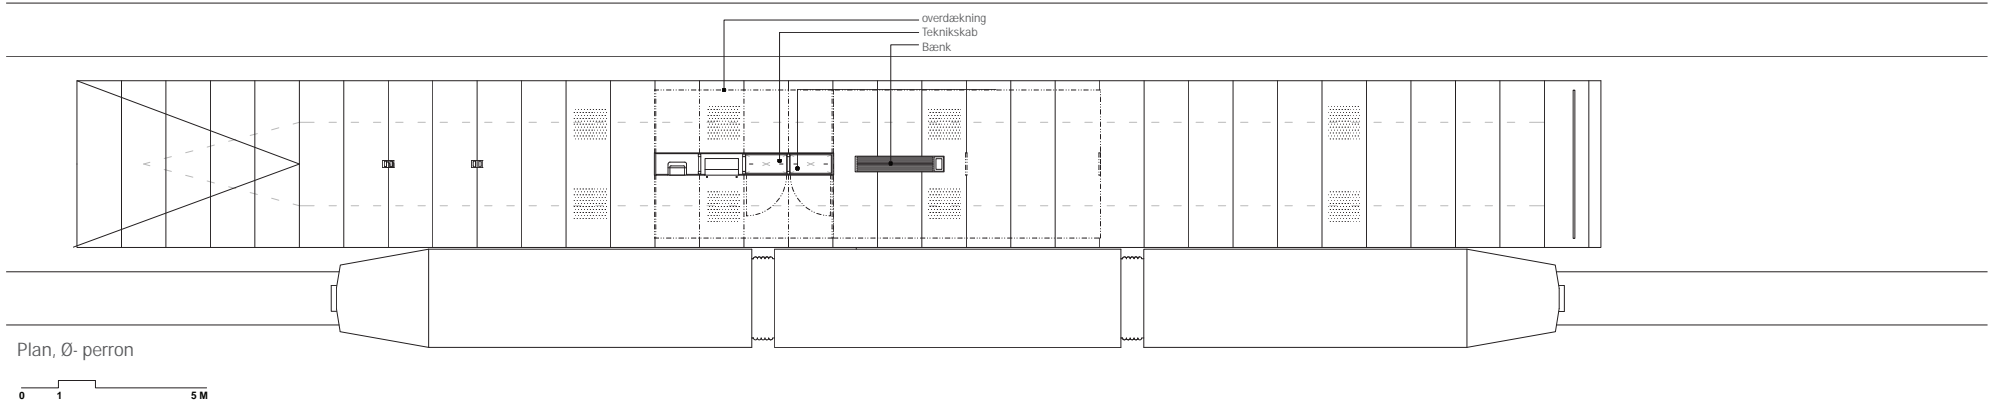 overdækning
Teknikskab
Bænk
Plan, Ø- perron
0 1 5 M